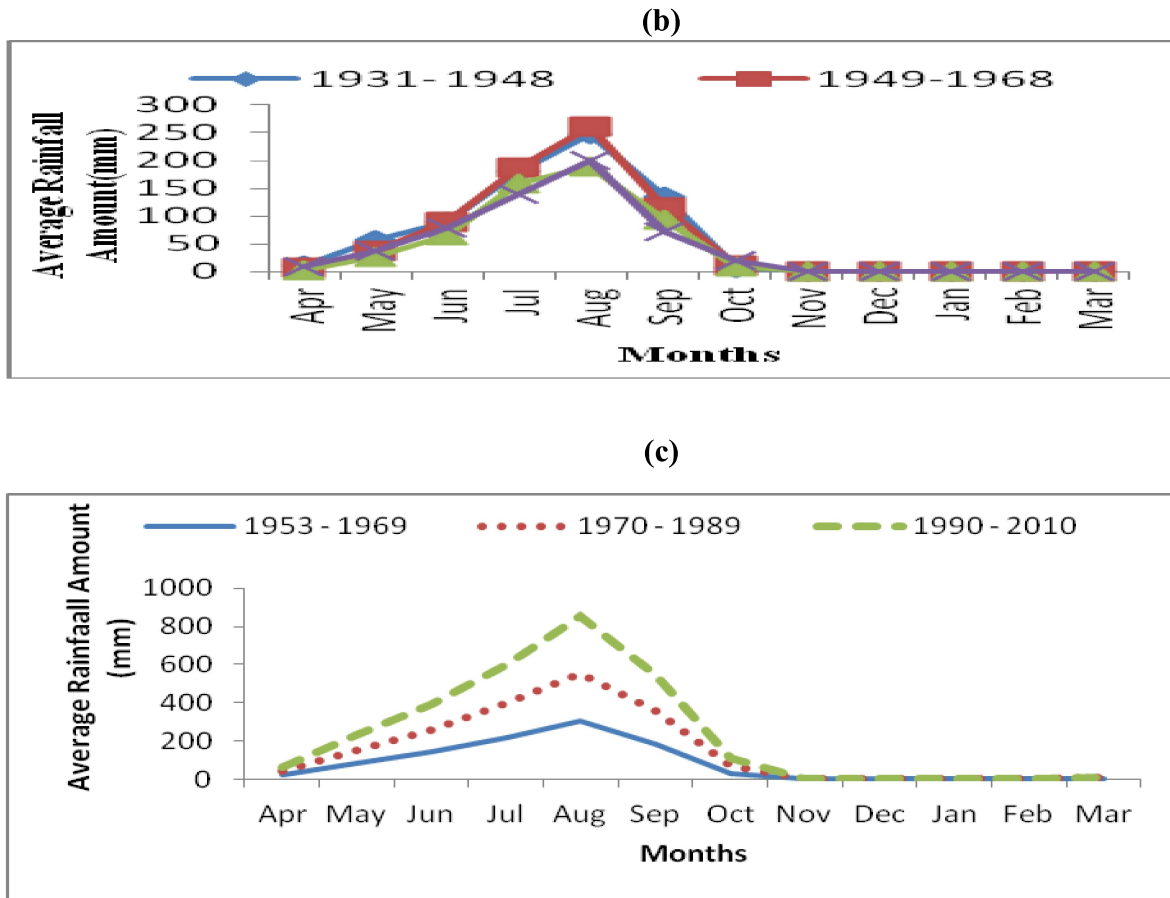 (b)
1931- 1948 1949-1968
Average Rainfall
Amount(mm)
300
250
200
150
100
50
0
Apr May Jun Jul Aug Sep Oct Nov Dec Jan Feb Mar
Months
(c)
1953 - 1969 1970 - 1989 1990 - 2010
Average Rainfaall Amount
(mm)
1000
800
600
400
200
0
Apr May Jun Jul Aug Sep Oct Nov Dec Jan Feb Mar
Months